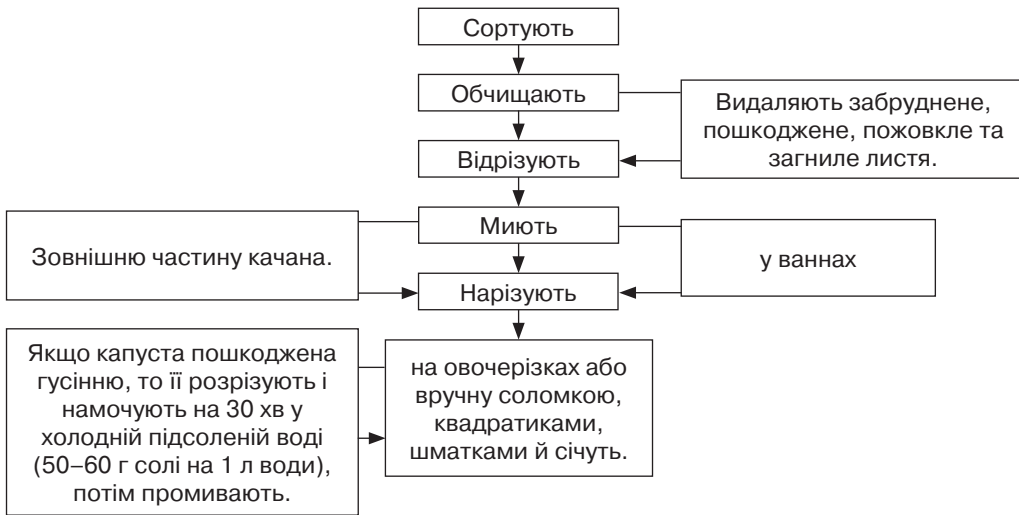 Сортують
Обчищають
Видаляють забруднене,
пошкоджене, пожовкле та
загниле листя.
Відрізують
Миють
Зовнішню частину качана.
у ваннах
Нарізують
Якщо капуста пошкоджена
гусінню, то її розрізують і
намочують на 30 хв у
холодній підсоленій воді
(50–60 г солі на 1 л води),
потім промивають.
на овочерізках або
вручну соломкою,
квадратиками,
шматками й січуть.